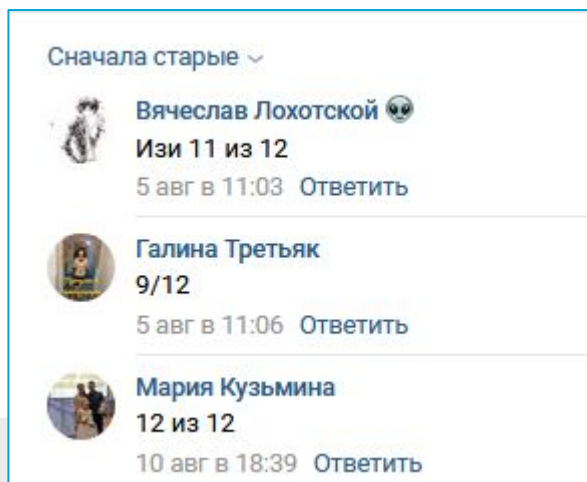 Сначала старые
Вячеслав Лохотской 👽
Изи 11 из 12
5 авг в 11:03 Ответить
Галина Третьяк
9/12
5 авг в 11:06 Ответить
Мария Кузьмина
12 из 12
10 авг в 18:39 Ответить